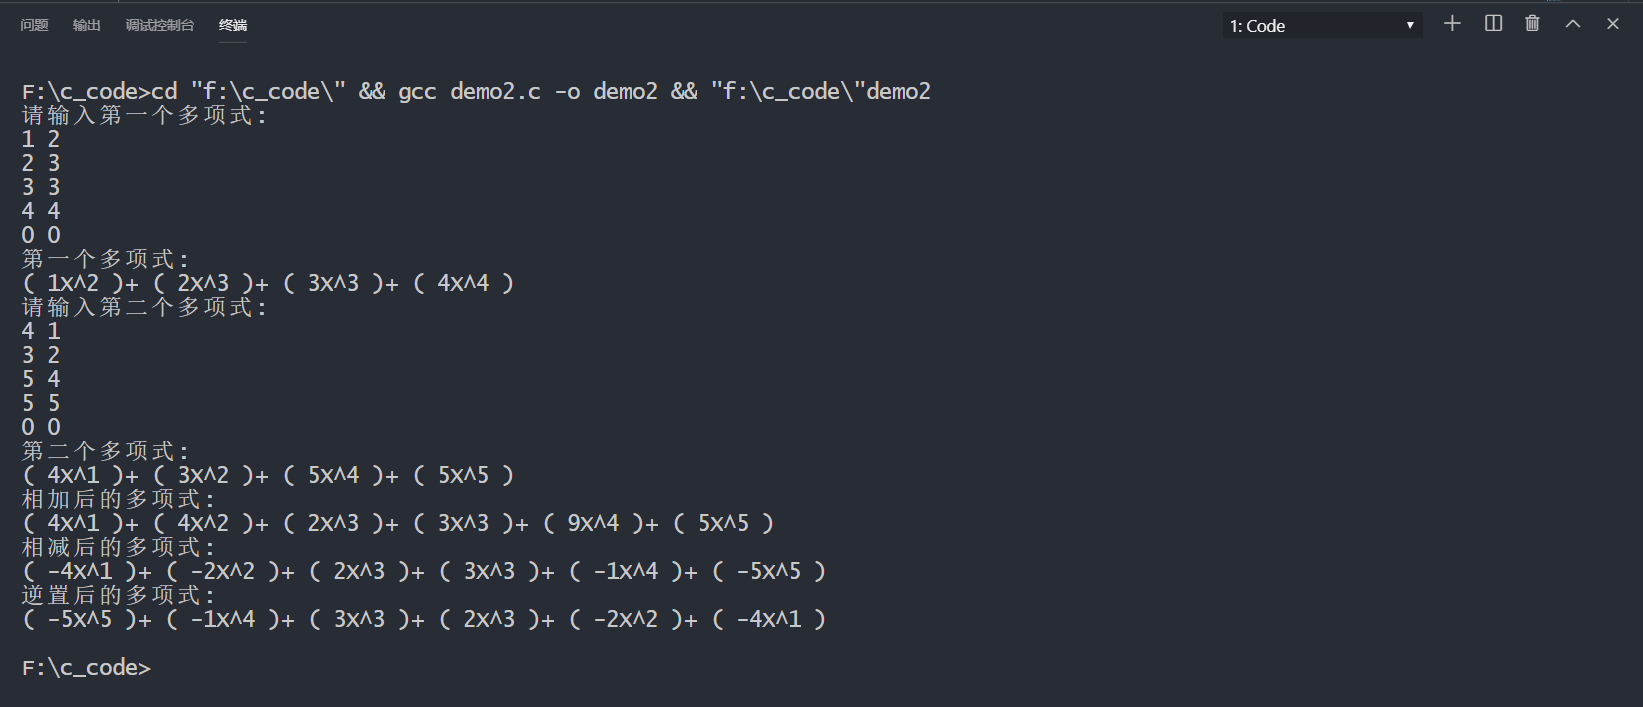 问题 输出 调试控制台 终端 1: Code
F:\c_code>cd "f:\c_code\" && gcc demo2.c -o demo2 && "f:\c_code\"demo2
请输入第一个多项式:
1 2
2 3
3 3
4 4
0 0
第一个多项式:
( 1x^2 )+ ( 2x^3 )+ ( 3x^3 )+ ( 4x^4 )
请输入第二个多项式:
4 1
3 2
5 4
5 5
0 0
第二个多项式:
( 4x^1 )+ ( 3x^2 )+ ( 5x^4 )+ ( 5x^5 )
相加后的多项式:
( 4x^1 )+ ( 4x^2 )+ ( 2x^3 )+ ( 3x^3 )+ ( 9x^4 )+ ( 5x^5 )
相减后的多项式:
( -4x^1 )+ ( -2x^2 )+ ( 2x^3 )+ ( 3x^3 )+ ( -1x^4 )+ ( -5x^5 )
逆置后的多项式:
( -5x^5 )+ ( -1x^4 )+ ( 3x^3 )+ ( 2x^3 )+ ( -2x^2 )+ ( -4x^1 )
F:\c_code>